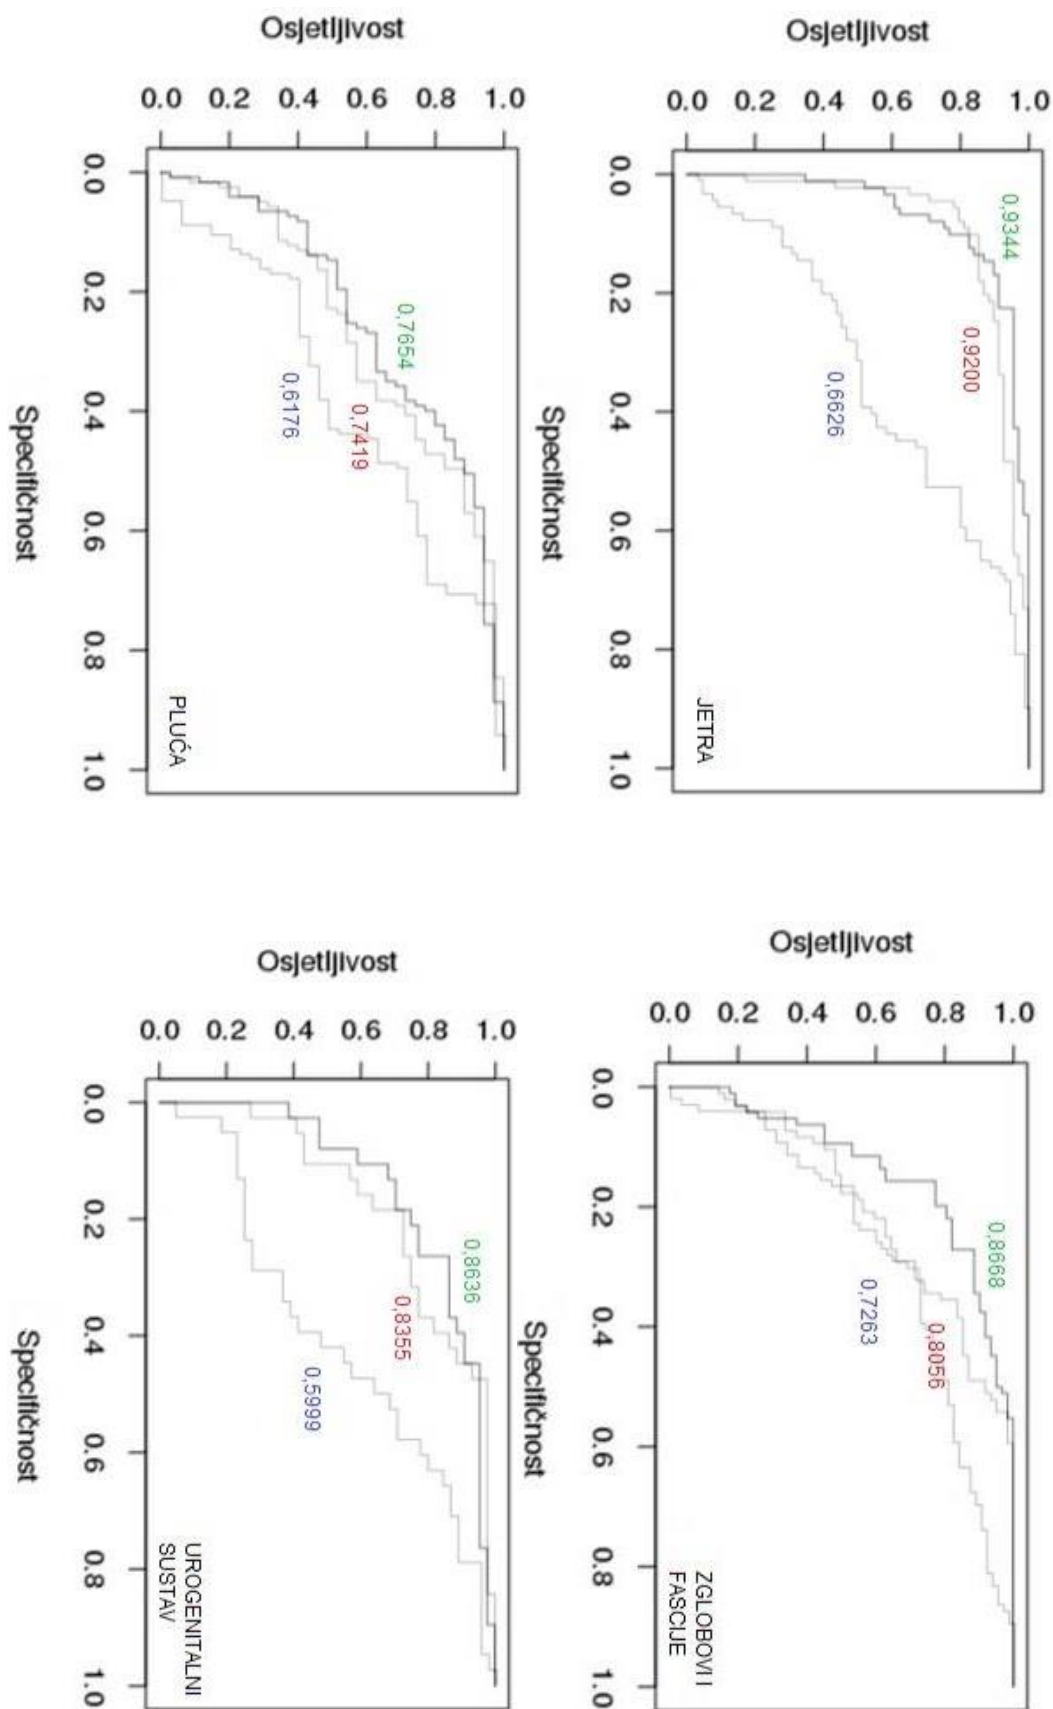 Osjetljivost
0.0 0.2 0.4 0.6 0.8 1.0
0,9344
0,9200
0,6626
JETRA
0.0 0.2 0.4 0.6 0.8 1.0
Specifičnost
Osjetljivost
0.0 0.2 0.4 0.6 0.8 1.0
0,8668
0,8056
0,7263
ZGLOBOVI I
FASCIJE
0.0 0.2 0.4 0.6 0.8 1.0
Specifičnost
Osjetljivost
0.0 0.2 0.4 0.6 0.8 1.0
0,7654
0,7419
0,6176
PLUĆA
0.0 0.2 0.4 0.6 0.8 1.0
Specifičnost
Osjetljivost
0.0 0.2 0.4 0.6 0.8 1.0
0,8636
0,8355
0,5999
UROGENITALNI
SUSTAV
0.0 0.2 0.4 0.6 0.8 1.0
Specifičnost